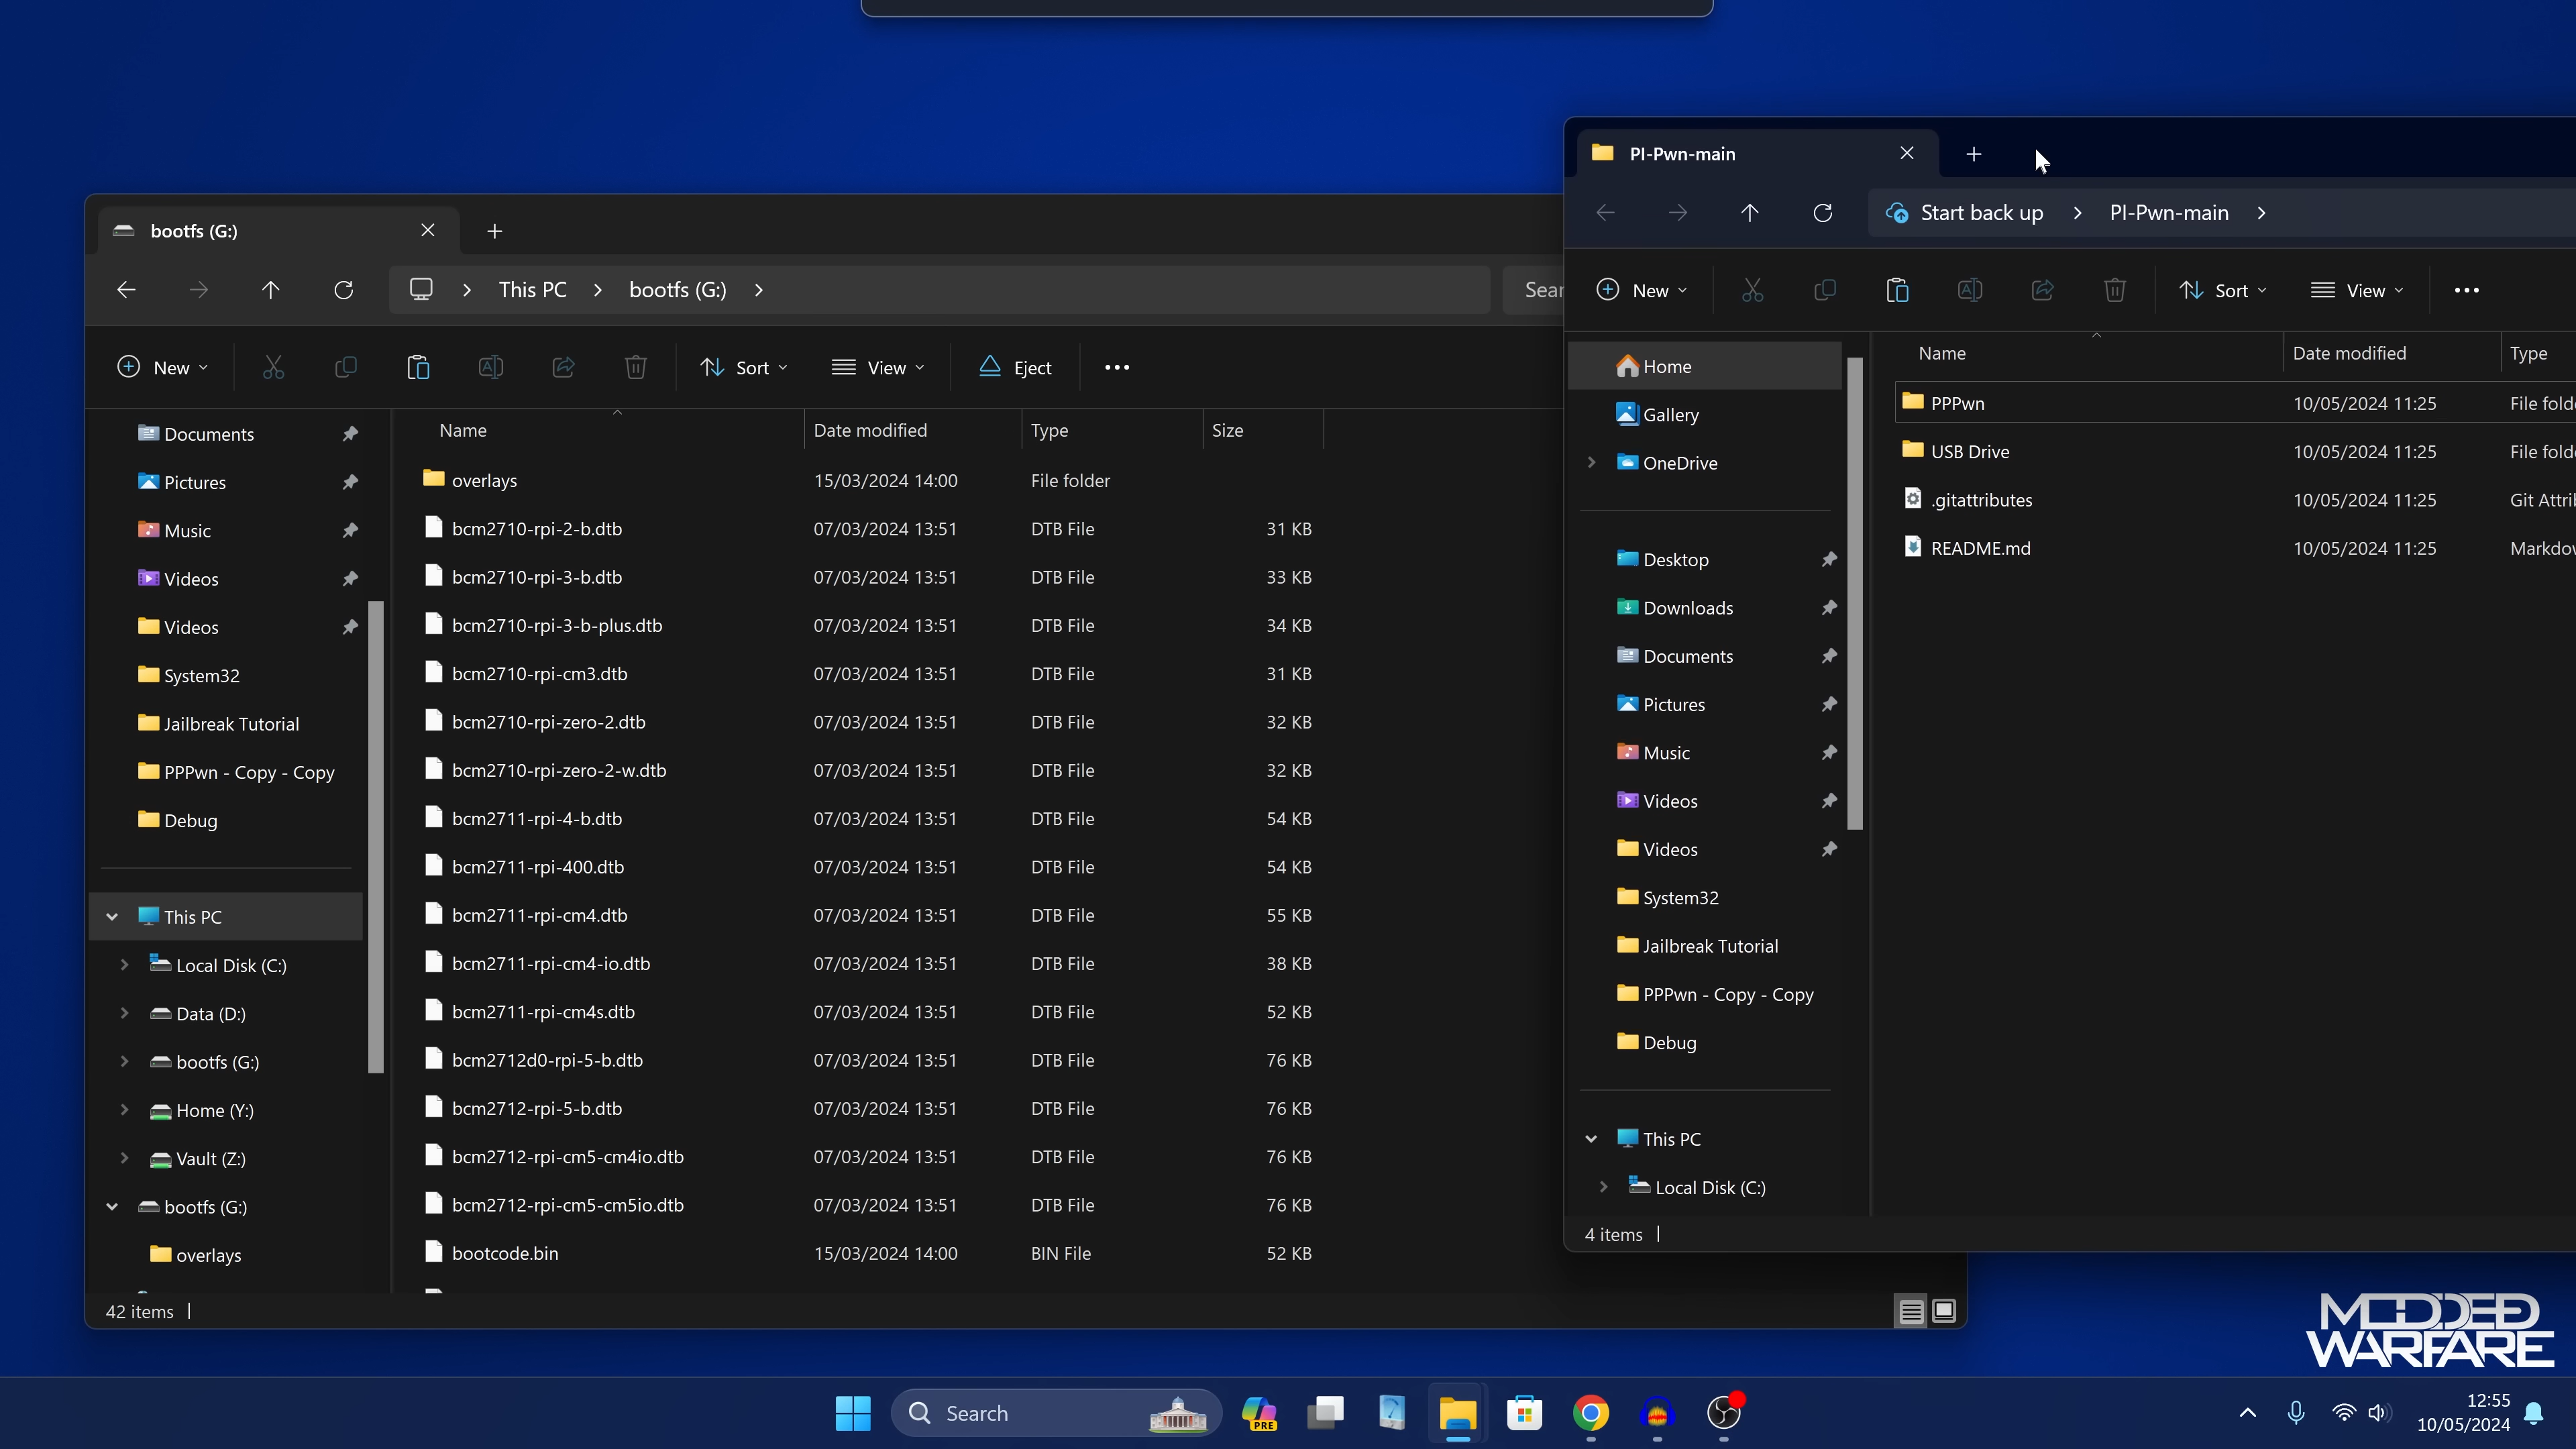 bootfs (G:)
This PC
bootfs (G:)
Sear
New
Sort
View
Eject
Documents
Pictures
Music
Videos
Videos
System32
Jailbreak Tutorial
PPPwn - Copy - Copy
Debug
This PC
Local Disk (C:)
Data (D:)
bootfs (G:)
Home (Y:)
Vault (Z:)
bootfs (G:)
overlays
Name Date modified Type Size
overlays 15/03/2024 14:00 File folder
bcm2710-rpi-2-b.dtb 07/03/2024 13:51 DTB File 31 KB
bcm2710-rpi-3-b.dtb 07/03/2024 13:51 DTB File 33 KB
bcm2710-rpi-3-b-plus.dtb 07/03/2024 13:51 DTB File 34 KB
bcm2710-rpi-cm3.dtb 07/03/2024 13:51 DTB File 31 KB
bcm2710-rpi-zero-2.dtb 07/03/2024 13:51 DTB File 32 KB
bcm2710-rpi-zero-2-w.dtb 07/03/2024 13:51 DTB File 32 KB
bcm2711-rpi-4-b.dtb 07/03/2024 13:51 DTB File 54 KB
bcm2711-rpi-400.dtb 07/03/2024 13:51 DTB File 54 KB
bcm2711-rpi-cm4.dtb 07/03/2024 13:51 DTB File 55 KB
bcm2711-rpi-cm4-io.dtb 07/03/2024 13:51 DTB File 38 KB
bcm2711-rpi-cm4s.dtb 07/03/2024 13:51 DTB File 52 KB
bcm2712d0-rpi-5-b.dtb 07/03/2024 13:51 DTB File 76 KB
bcm2712-rpi-5-b.dtb 07/03/2024 13:51 DTB File 76 KB
bcm2712-rpi-cm5-cm4io.dtb 07/03/2024 13:51 DTB File 76 KB
bcm2712-rpi-cm5-cm5io.dtb 07/03/2024 13:51 DTB File 76 KB
bootcode.bin 15/03/2024 14:00 BIN File 52 KB
42 items
PI-Pwn-main
Start back up
PI-Pwn-main
New
Sort
View
Home
Gallery
OneDrive
Desktop
Downloads
Documents
Pictures
Music
Videos
Videos
System32
Jailbreak Tutorial
PPPwn - Copy - Copy
Debug
This PC
Local Disk (C:)
Name Date modified Type
PPPwn 10/05/2024 11:25 File fold
USB Drive 10/05/2024 11:25 File fold
.gitattributes 10/05/2024 11:25 Git Attri
README.md 10/05/2024 11:25 Markdow
4 items
MODDED
WARFARE
Search
PRE
12:55
10/05/2024